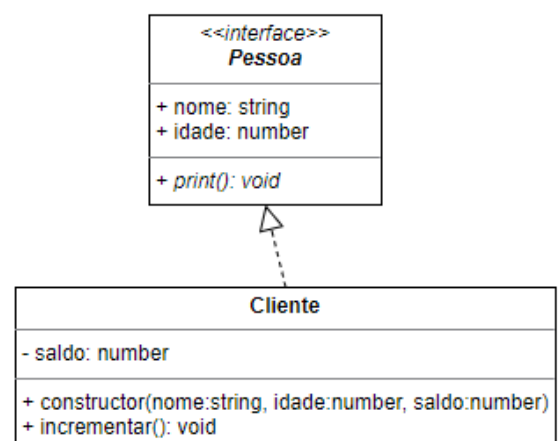 <<interface>>
Pessoa
+ nome: string
+ idade: number
+ print(): void
Cliente
- saldo: number
+ constructor(nome:string, idade:number, saldo:number)
+ incrementar(): void